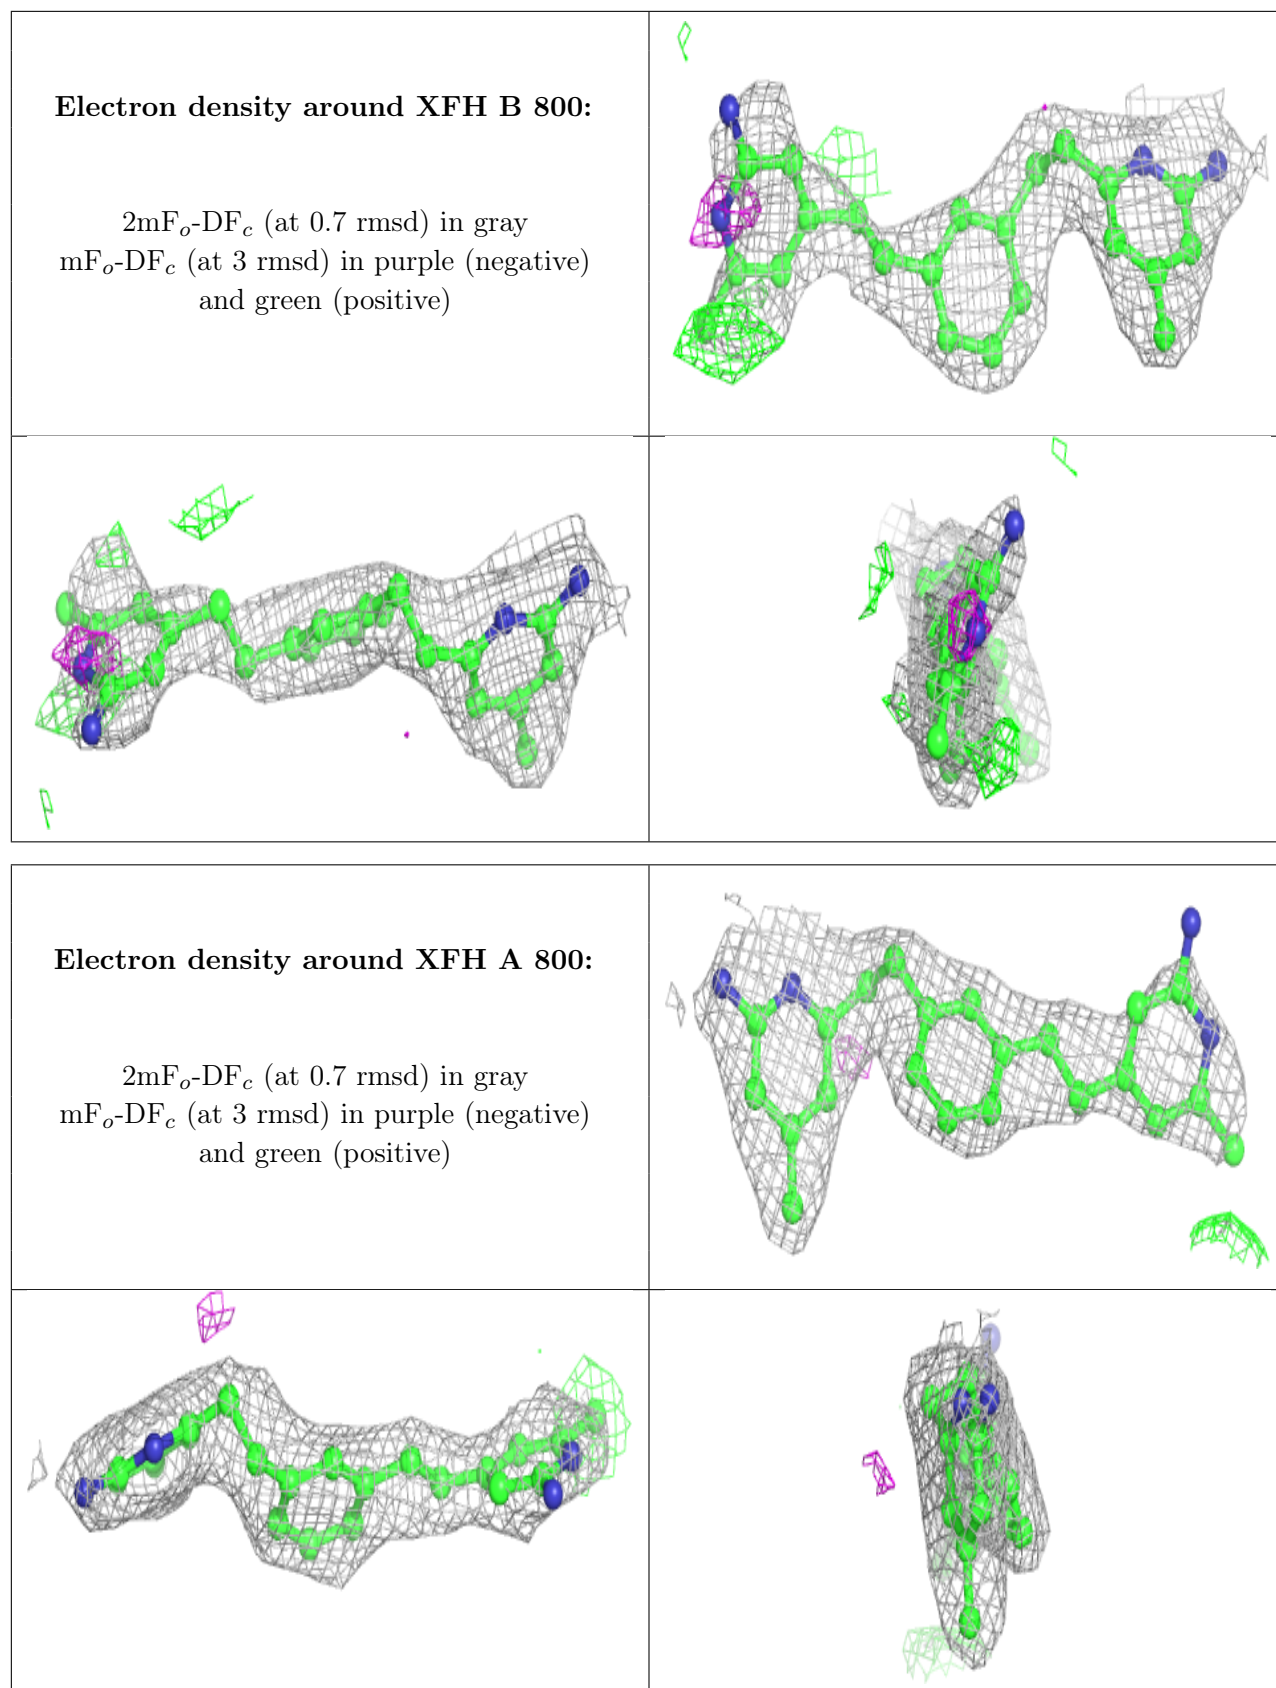 Electron density around XFH B 800:
2mFo-DFc (at 0.7 rmsd) in gray
mFo-DFc (at 3 rmsd) in purple (negative)
and green (positive)
Electron density around XFH A 800:
2mFo-DFc (at 0.7 rmsd) in gray
mFo-DFc (at 3 rmsd) in purple (negative)
and green (positive)